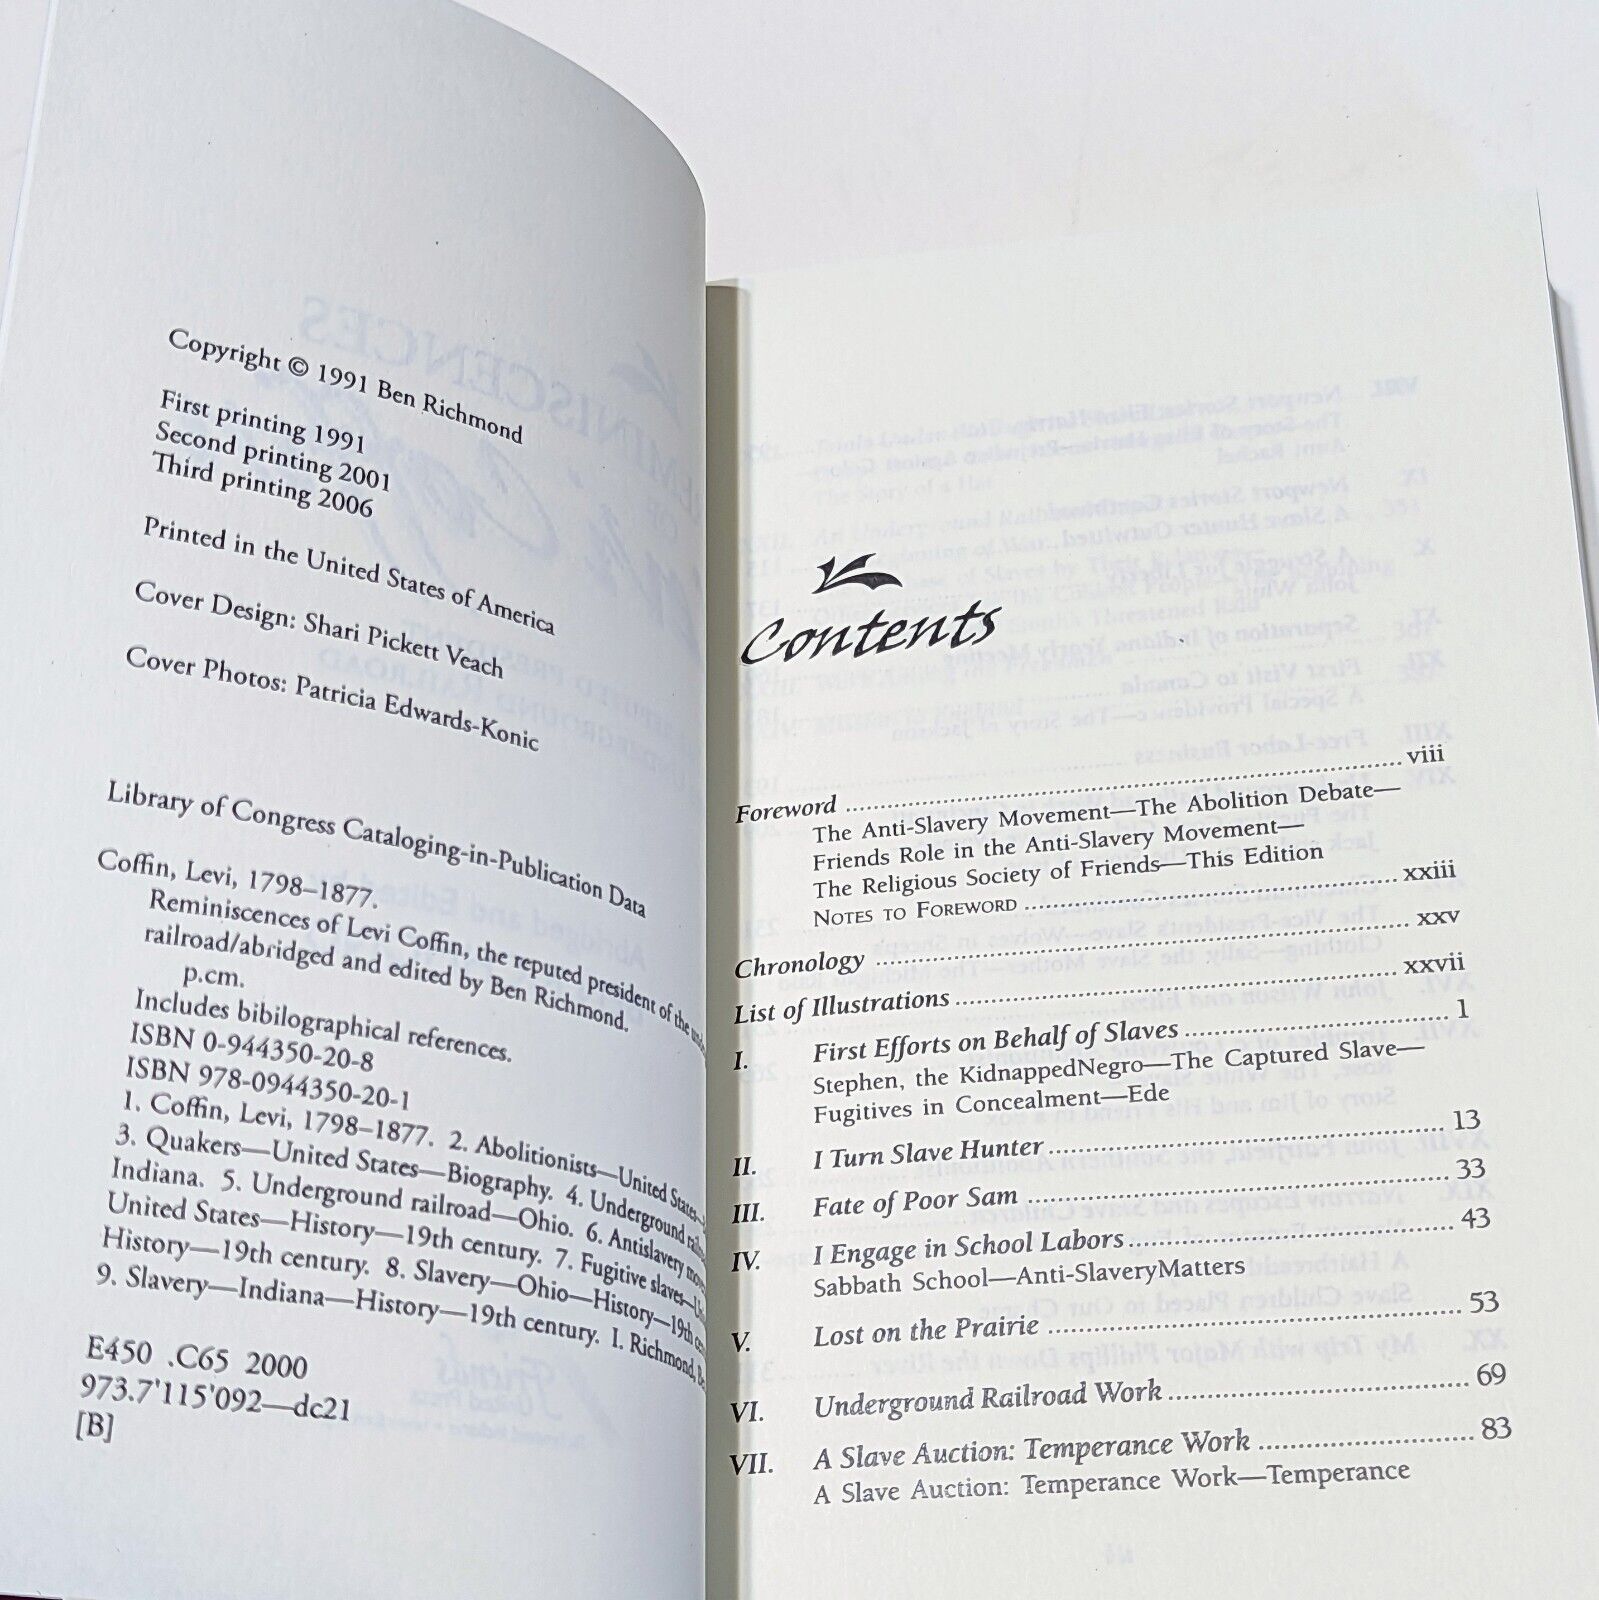 Copyright © 1991 Ben Richmond
First printing 1991
Second printing 2001
Third printing 2006
Printed in the United States of America
Cover Design: Shari Pickett Veach
Cover Photos: Patricia Edwards-Konic
Library of Congress Cataloging-in-Publication Data
Coffin, Levi, 1798–1877.
Reminiscences of Levi Coffin, the reputed president of the
railroad/abridged and edited by Ben Richmond.
p.cm.
Includes bibilographical references.
ISBN 0-944350-20-8
ISBN 978-0944350-20-1
1. Coffin, Levi, 1798–1877. 2. Abolitionists—United States—
3. Quakers—United States—Biography. 4. Underground
Indiana. 5. Underground railroad—Ohio. 6. Antislavery
United States—History—19th century. 7. Fugitive slaves—
History—19th century. 8. Slavery—Ohio—History—19th
9. Slavery—Indiana—History—19th century. I. Richmond,
E450 .C65 2000
973.7'115'092—dc21
[B]
Contents
Foreword ........ viii
The Anti-Slavery Movement—The Abolition Debate—
Friends Role in the Anti-Slavery Movement—
The Religious Society of Friends—This Edition
NOTES TO FOREWORD ........ xxiii
Chronology ........ xxv
List of Illustrations ........ xxvii
I. First Efforts on Behalf of Slaves ........ 1
Stephen, the KidnappedNegro—The Captured Slave—
Fugitives in Concealment—Ede
II. I Turn Slave Hunter ........ 13
III. Fate of Poor Sam ........ 33
IV. I Engage in School Labors ........ 43
Sabbath School—Anti-SlaveryMatters
V. Lost on the Prairie ........ 53
VI. Underground Railroad Work ........ 69
VII. A Slave Auction: Temperance Work ........ 83
A Slave Auction: Temperance Work—Temperance